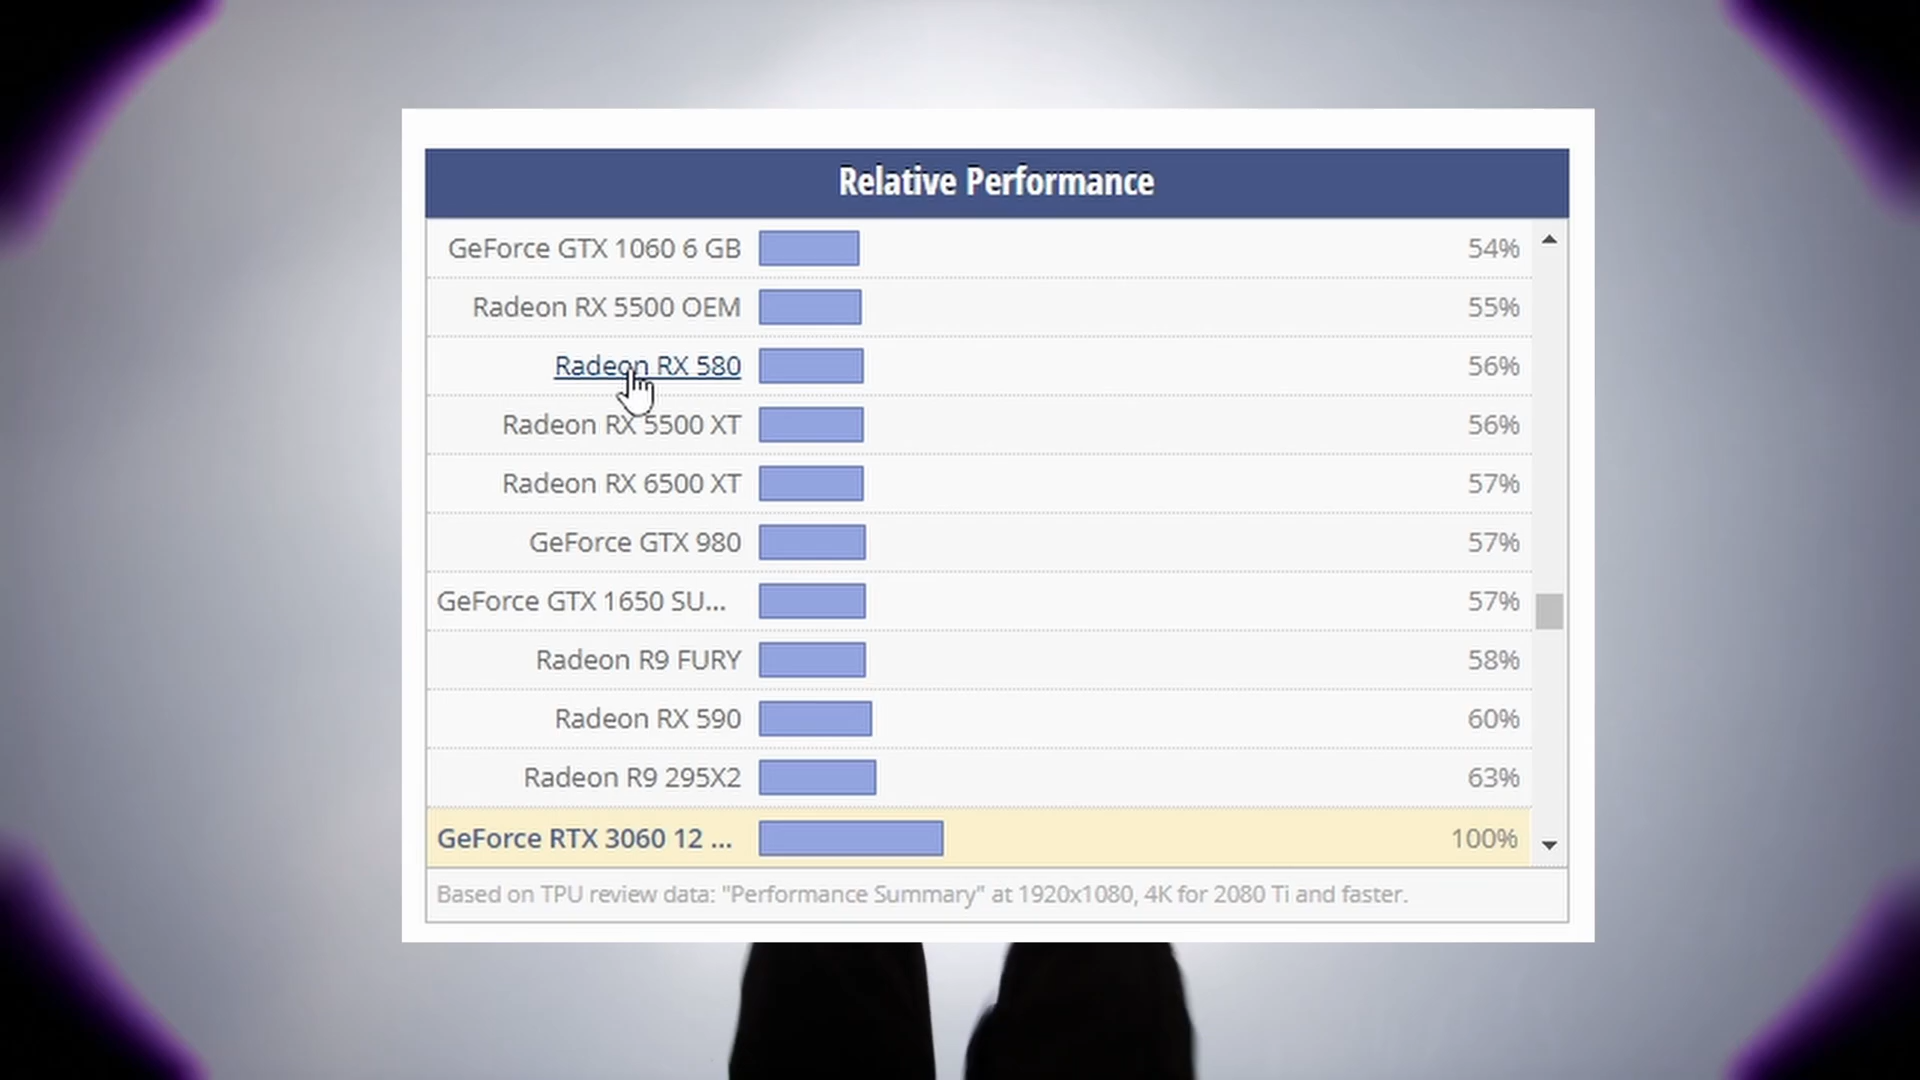 Relative Performance
GeForce GTX 1060 6 GB 54%
Radeon RX 5500 OEM 55%
Radeon RX 580 56%
Radeon RX 5500 XT 56%
Radeon RX 6500 XT 57%
GeForce GTX 980 57%
GeForce GTX 1650 SU... 57%
Radeon R9 FURY 58%
Radeon RX 590 60%
Radeon R9 295X2 63%
GeForce RTX 3060 12 ... 100%
Based on TPU review data: "Performance Summary" at 1920x1080, 4K for 2080 Ti and faster.